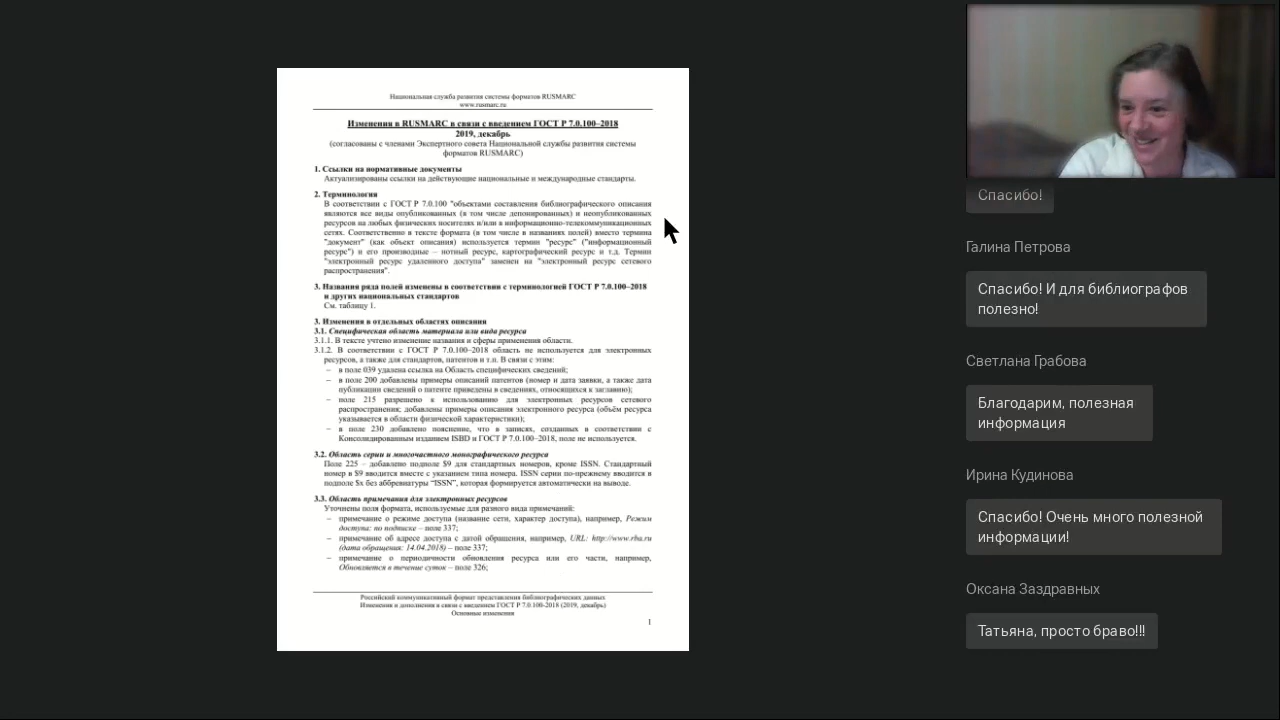 Национальная служба развития системы форматов RUSMARC
www.rusmarc.ru
Изменения в RUSMARC в связи с введением ГОСТ Р 7.0.100–2018
2019, декабрь
(согласованы с членами Экспертного совета Национальной службы развития системы
форматов RUSMARC)
1. Ссылки на нормативные документы
Актуализированы ссылки на действующие национальные и международные стандарты.
2. Терминология
В соответствии с ГОСТ Р 7.0.100 "объектами составления библиографического описания
являются все виды опубликованных (в том числе депонированных) и неопубликованных
ресурсов на любых физических носителях и/или в информационно-телекоммуникационных
сетях. Соответственно в тексте формата (в том числе в названиях полей) вместо термина
"документ" (как объект описания) используется термин "ресурс" ("информационный
ресурс") и его производные – нотный ресурс, картографический ресурс и т.д. Термин
"электронный ресурс удаленного доступа" заменен на "электронный ресурс сетевого
распространения".
3. Названия ряда полей изменены в соответствии с терминологией ГОСТ Р 7.0.100–2018
и других национальных стандартов
См. таблицу 1.
3. Изменения в отдельных областях описания
3.1. Специфическая область материала или вида ресурса
3.1.1. В тексте учтено изменение названия и сферы применения области.
3.1.2. В соответствии с ГОСТ Р 7.0.100–2018 область не используется для электронных
ресурсов, а также для стандартов, патентов и т.п. В связи с этим:
– в поле 039 удалена ссылка на Область специфических сведений;
– в поле 200 добавлены примеры описаний патентов (номер и дата заявки, а также дата
публикации сведений о патенте приведены в сведениях, относящихся к заглавию);
– поле 215 разрешено к использованию для электронных ресурсов сетевого
распространения; добавлены примеры описания электронного ресурса (объём ресурса
указывается в области физической характеристики);
– в поле 230 добавлено пояснение, что в записях, созданных в соответствии с
Консолидированным изданием ISBD и ГОСТ Р 7.0.100–2018, поле не используется.
3.2. Область серии и многочастного монографического ресурса
Поле 225 – добавлено подполе $9 для стандартных номеров, кроме ISSN. Стандартный
номер в $9 вводится вместе с указанием типа номера. ISSN серии по-прежнему вводится в
подполе $x без аббревиатуры “ISSN”, которая формируется автоматически на выводе.
3.3. Область примечания для электронных ресурсов
Уточнены поля формата, используемые для разного вида примечаний:
– примечание о режиме доступа (название сети, характер доступа), например, Режим
доступа: по подписке – поле 337;
– примечание об адресе доступа с датой обращения, например, URL: http://www.rba.ru
(дата обращения: 14.04.2018) – поле 337;
– примечание о периодичности обновления ресурса или его части, например,
Обновляется в течение суток – поле 326;
Российский коммуникативный формат представления библиографических данных
Изменения и дополнения в связи с введением ГОСТ Р 7.0.100-2018 (2019, декабрь)
Основные изменения
1
Спасибо!
Галина Петрова
Спасибо! И для библиографов
полезно!
Светлана Грабова
Благодарим, полезная
информация
Ирина Кудинова
Спасибо! Очень много полезной
информации!
Оксана Заздравных
Татьяна, просто браво!!!